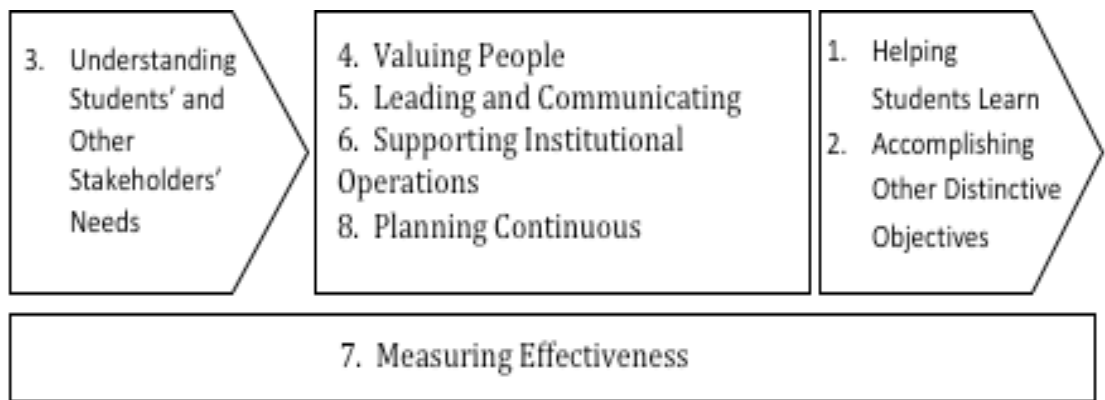 3. Understanding
Students' and
Other
Stakeholders'
Needs
4. Valuing People
5. Leading and Communicating
6. Supporting Institutional
Operations
8. Planning Continuous
1. Helping
Students Learn
2. Accomplishing
Other Distinctive
Objectives
7. Measuring Effectiveness